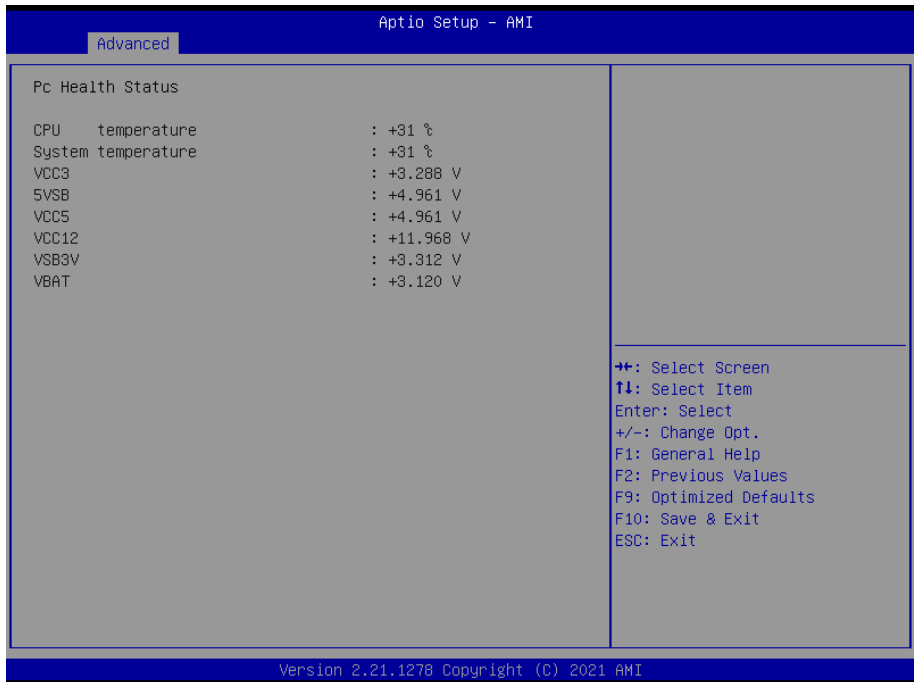 Aptio Setup – AMI
Advanced
Pc Health Status
CPU temperature : +31 ℃
System temperature : +31 ℃
VCC3 : +3.288 V
5VSB : +4.961 V
VCC5 : +4.961 V
VCC12 : +11.968 V
VSB3V : +3.312 V
VBAT : +3.120 V
→←: Select Screen
↑↓: Select Item
Enter: Select
+/-: Change Opt.
F1: General Help
F2: Previous Values
F9: Optimized Defaults
F10: Save & Exit
ESC: Exit
Version 2.21.1278 Copyright (C) 2021 AMI